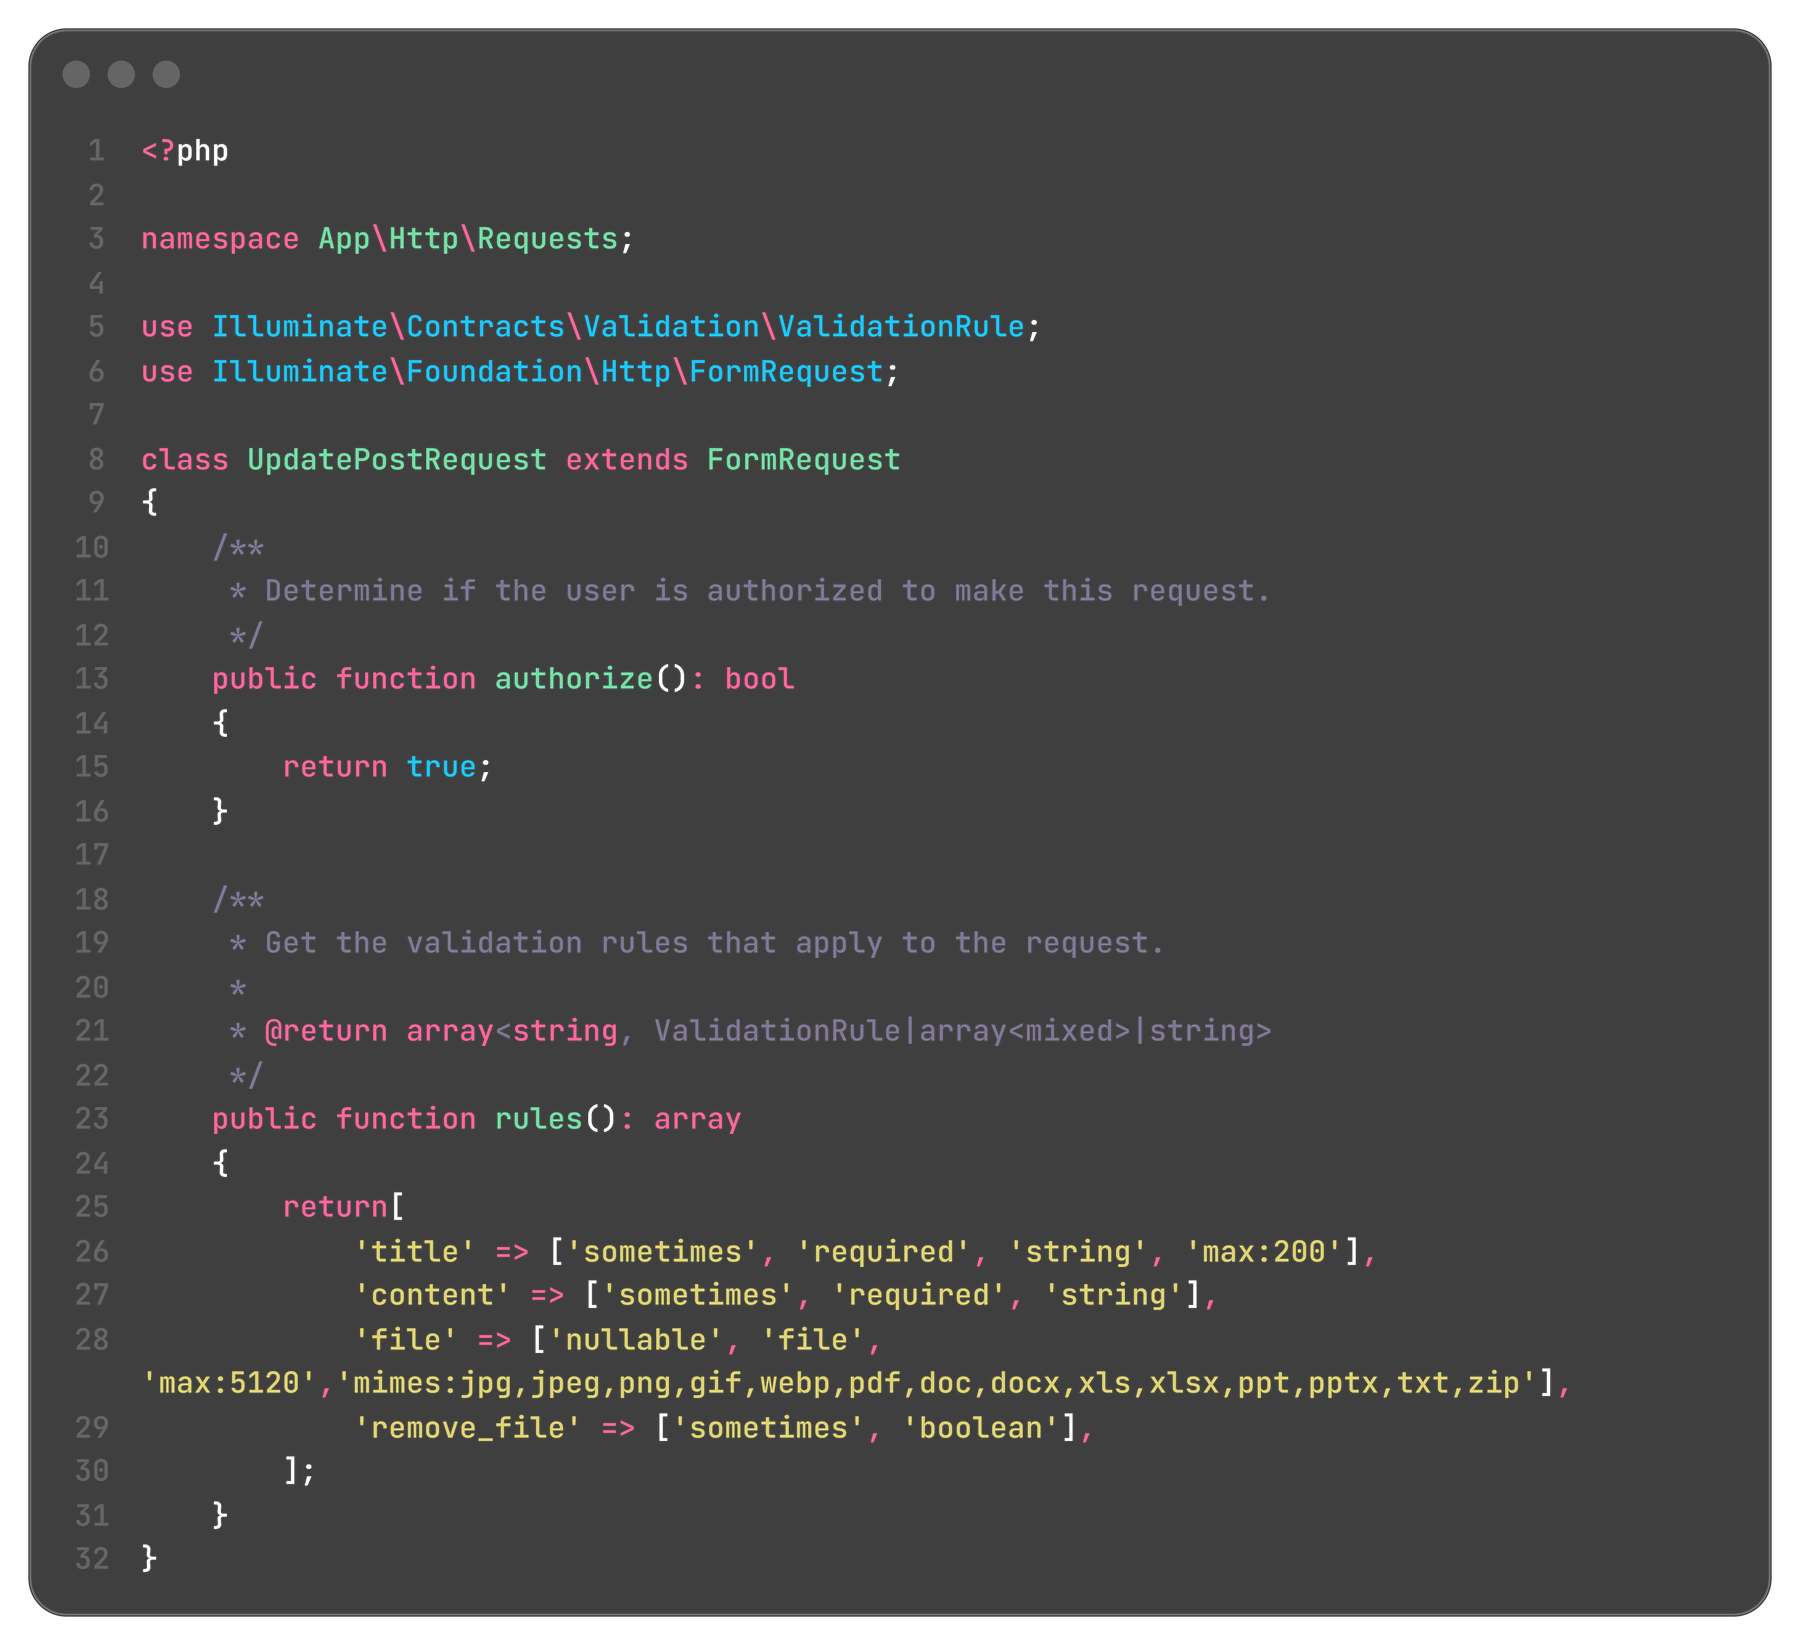 1 <?php
2
3 namespace App\Http\Requests;
4
5 use Illuminate\Contracts\Validation\ValidationRule;
6 use Illuminate\Foundation\Http\FormRequest;
7
8 class UpdatePostRequest extends FormRequest
9 {
10     /**
11      * Determine if the user is authorized to make this request.
12      */
13     public function authorize(): bool
14     {
15         return true;
16     }
17
18     /**
19      * Get the validation rules that apply to the request.
20      *
21      * @return array<string, ValidationRule|array<mixed>|string>
22      */
23     public function rules(): array
24     {
25         return[
26             'title' => ['sometimes', 'required', 'string', 'max:200'],
27             'content' => ['sometimes', 'required', 'string'],
28             'file' => ['nullable', 'file',
'max:5120','mimes:jpg,jpeg,png,gif,webp,pdf,doc,docx,xls,xlsx,ppt,pptx,txt,zip'],
29             'remove_file' => ['sometimes', 'boolean'],
30         ];
31     }
32 }